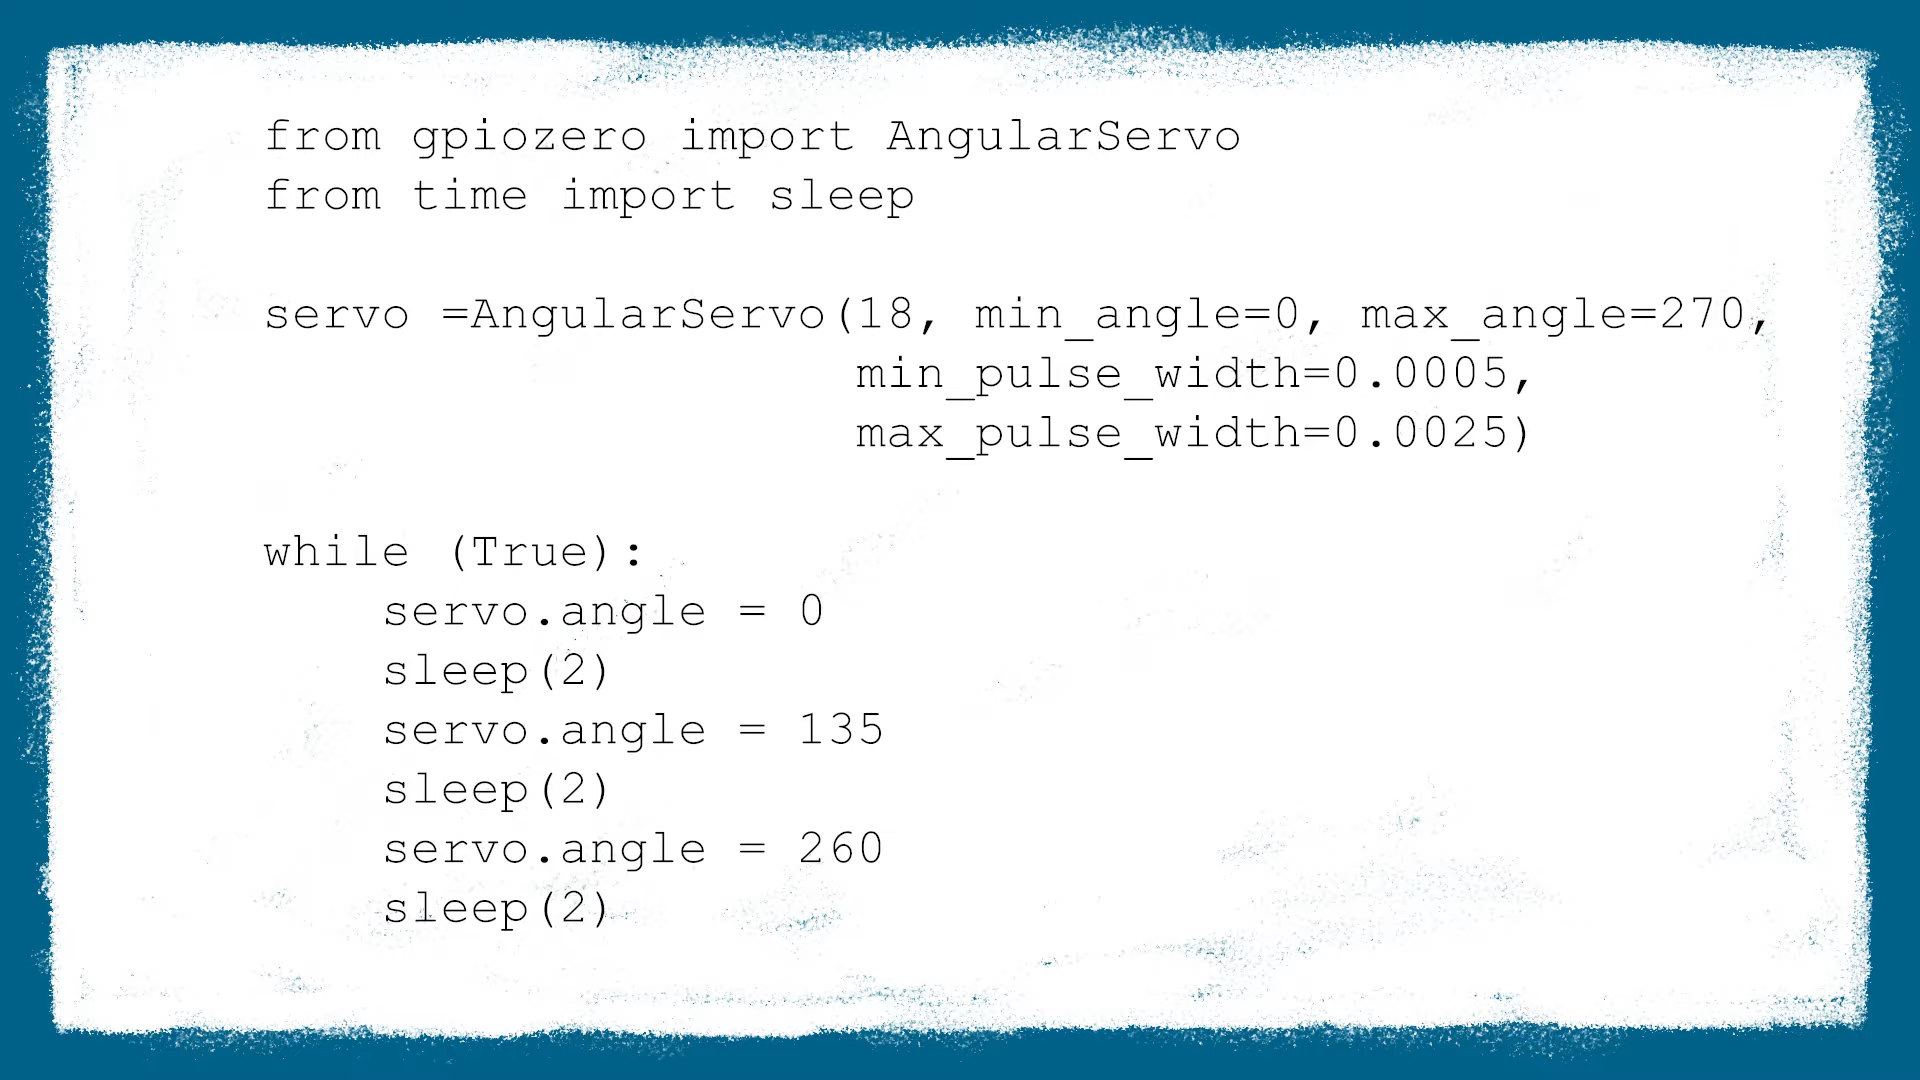 from gpiozero import AngularServo
from time import sleep
servo =AngularServo(18, min_angle=0, max_angle=270,
min_pulse_width=0.0005,
max_pulse_width=0.0025)
while (True):
servo.angle = 0
sleep(2)
servo.angle = 135
sleep(2)
servo.angle = 260
sleep(2)